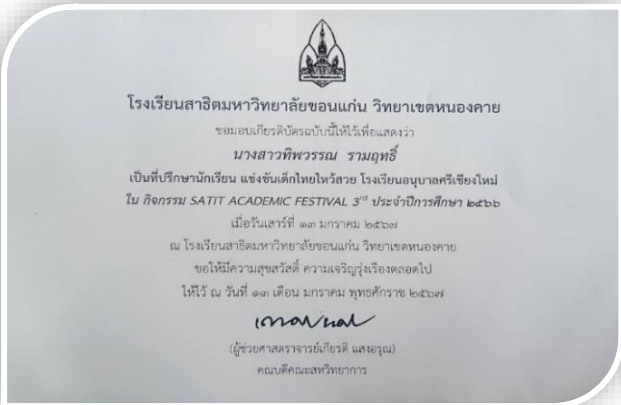 โรงเรียนสาธิตมหาวิทยาลัยขอนแก่น วิทยาเขตหนองคาย
ขอมอบเกียรติบัตรฉบับนี้ให้ไว้เพื่อแสดงว่า
นางสาวทิพวรรณ รามฤทธิ์
เป็นที่ปรึกษานักเรียน แข่งขันเด็กไทยไหว้สวย โรงเรียนอนุบาลศรีเชียงใหม่
ใน กิจกรรม SATIT ACADEMIC FESTIVAL 3rd ประจำปีการศึกษา ๒๕๖๖
เมื่อวันเสาร์ที่ ๑๓ มกราคม ๒๕๖๗
ณ โรงเรียนสาธิตมหาวิทยาลัยขอนแก่น วิทยาเขตหนองคาย
ขอให้มีความสุขสวัสดิ์ ความเจริญรุ่งเรืองตลอดไป
ให้ไว้ ณ วันที่ ๑๓ เดือน มกราคม พุทธศักราช ๒๕๖๗
(ผู้ช่วยศาสตราจารย์เกียรติ แสงอรุณ)
คณบดีคณะสหวิทยาการ